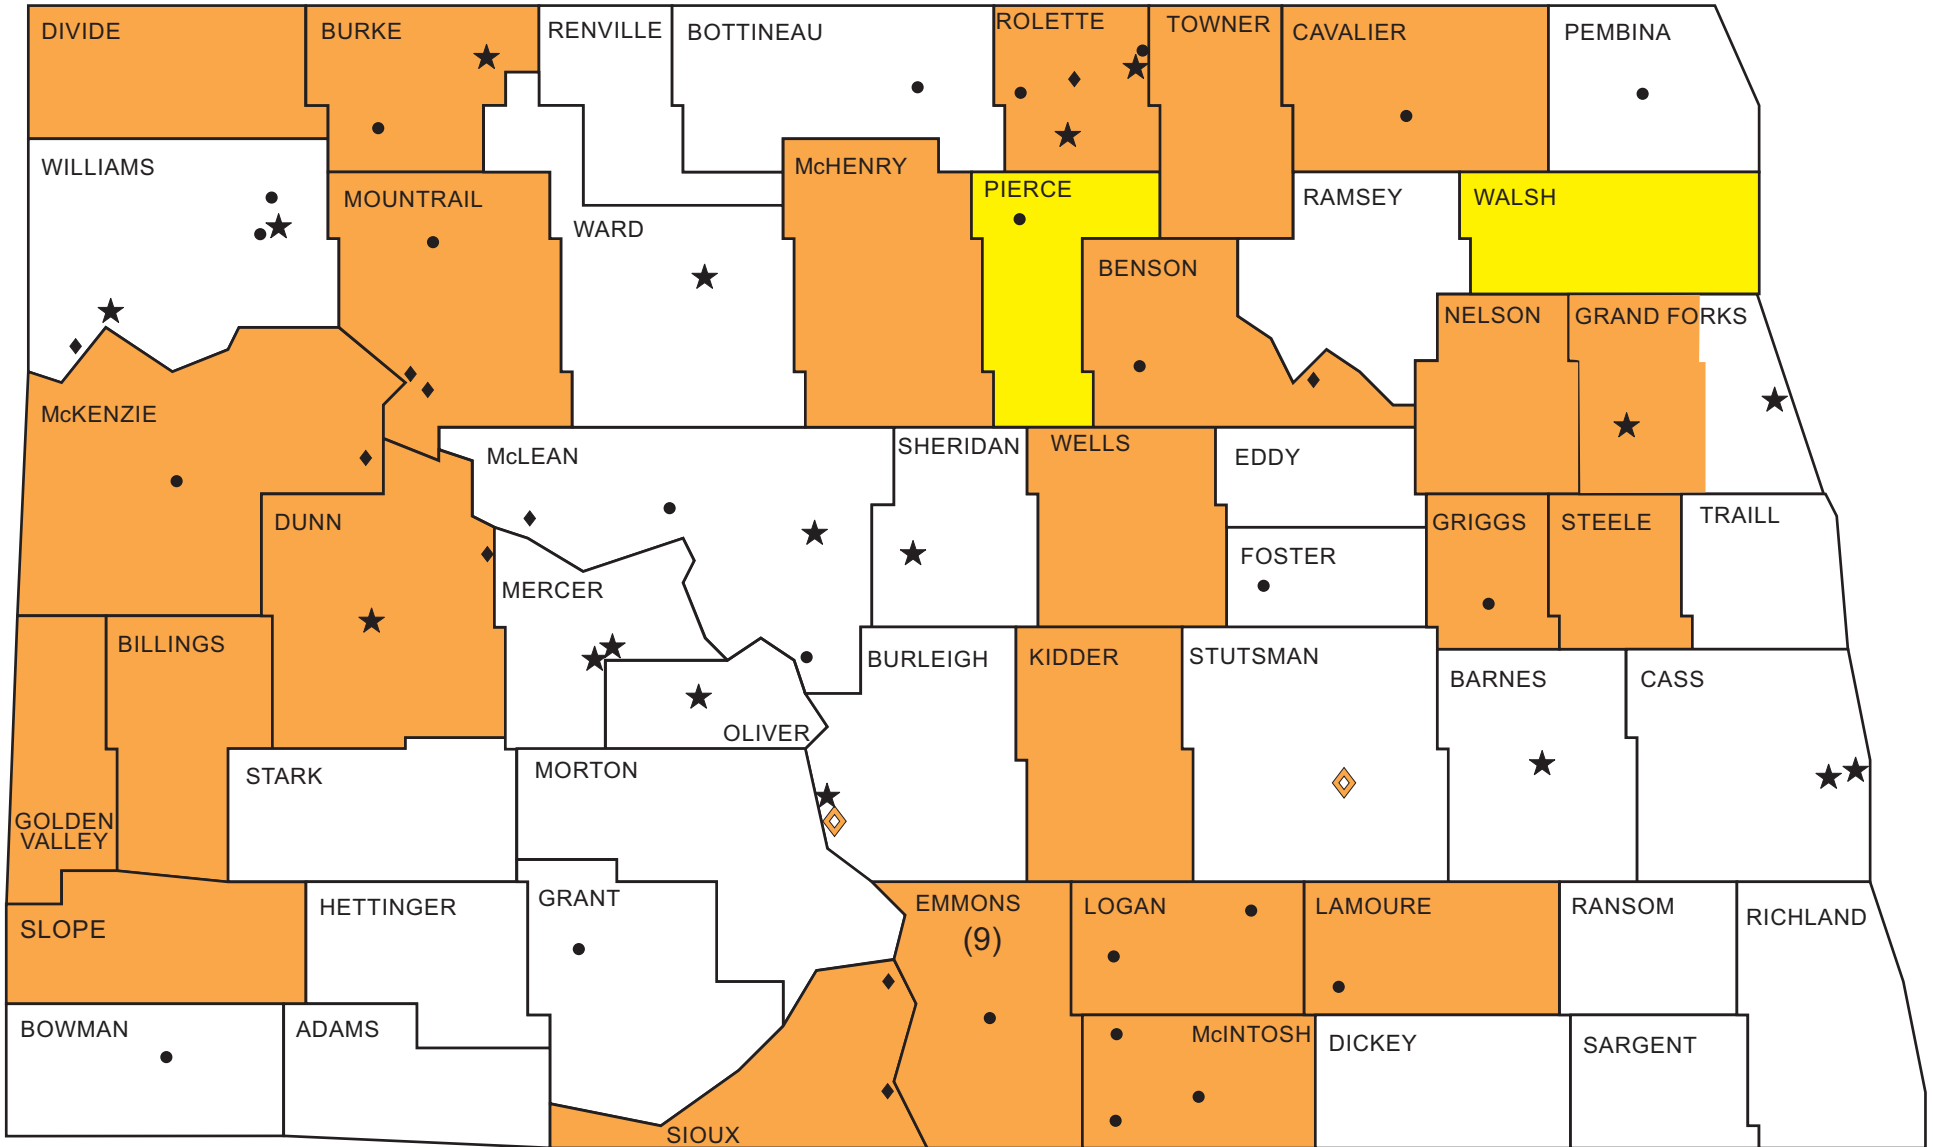 DIVIDE
BURKE
RENVILLE
BOTTINEAU
ROLETTE
TOWNER
CAVALIER
PEMBINA
WILLIAMS
MOUNTRAIL
WARD
McHENRY
PIERCE
RAMSEY
WALSH
BENSON
NELSON
GRAND FORKS
McKENZIE
McLEAN
SHERIDAN
WELLS
EDDY
DUNN
MERCER
FOSTER
GRIGGS
STEELE
TRAILL
BILLINGS
BURLEIGH
KIDDER
STUTSMAN
BARNES
CASS
OLIVER
GOLDEN
VALLEY
STARK
MORTON
SLOPE
HETTINGER
GRANT
EMMONS
(9)
LOGAN
LAMOURE
RANSOM
RICHLAND
BOWMAN
ADAMS
SIOUX
McINTOSH
DICKEY
SARGENT